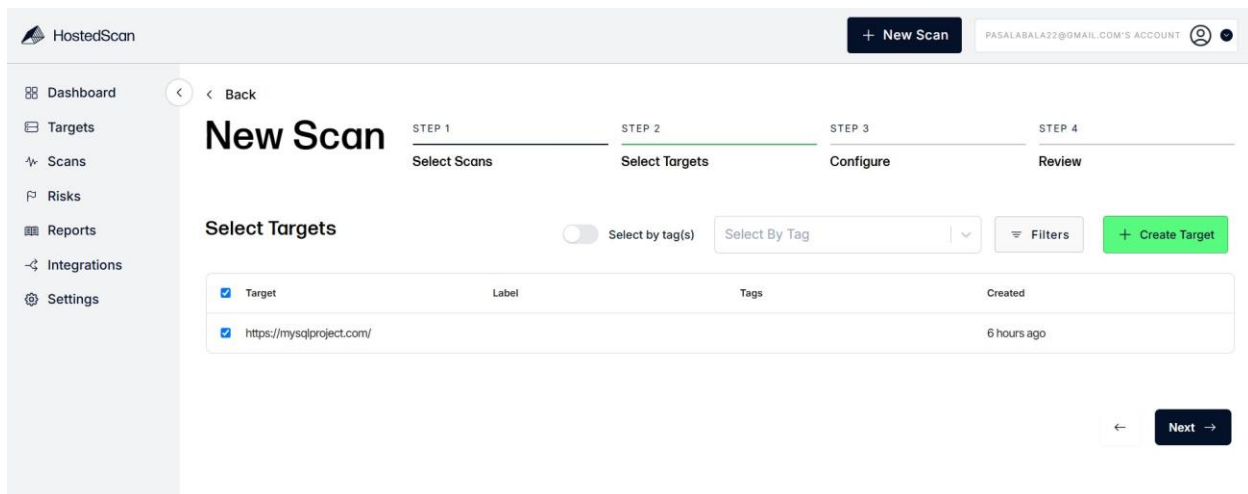 HostedScan
+ New Scan
PASALABALA22@GMAIL.COM'S ACCOUNT
Dashboard
Targets
Scans
Risks
Reports
Integrations
Settings
< Back
New Scan
STEP 1
Select Scans
STEP 2
Select Targets
STEP 3
Configure
STEP 4
Review
Select Targets
Select by tag(s)
Select By Tag
Filters
+ Create Target
Target Label Tags Created
https://mysqlproject.com/ 6 hours ago
← Next →